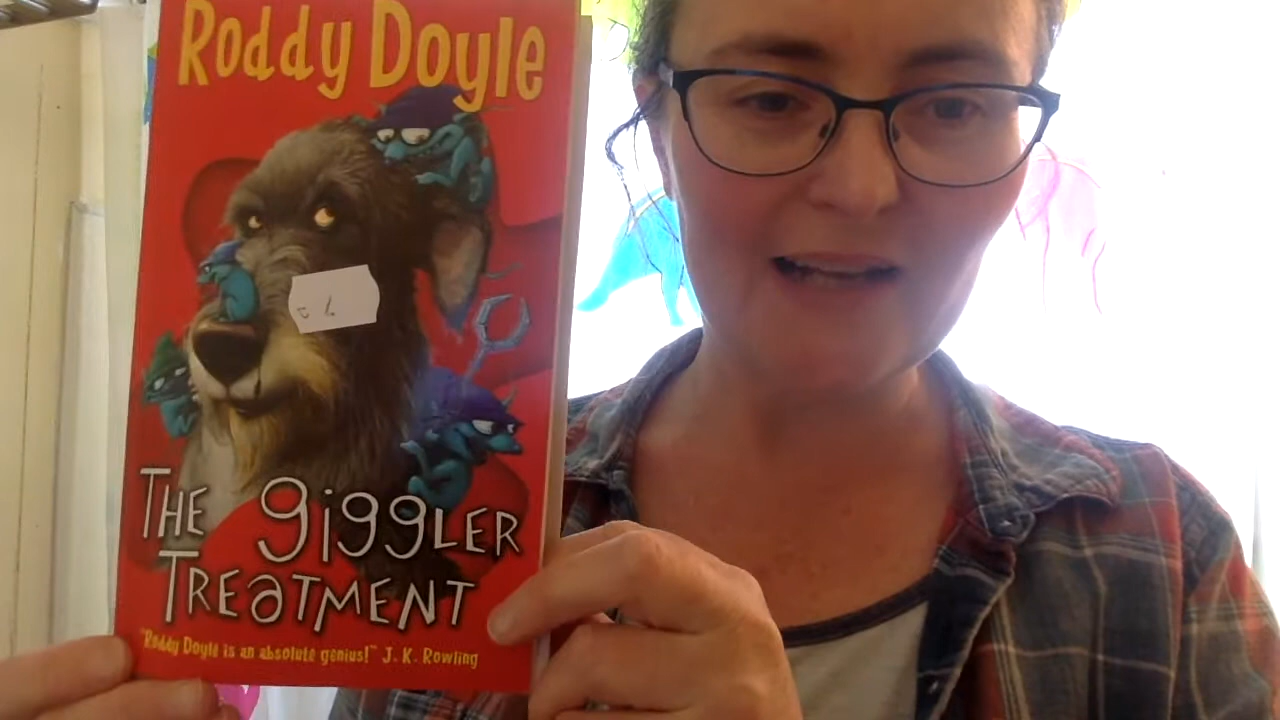 Roddy Doyle
THE giggLER
TREaTMENT
"Roddy Doyle is an absolute genius!" J. K. Rowling